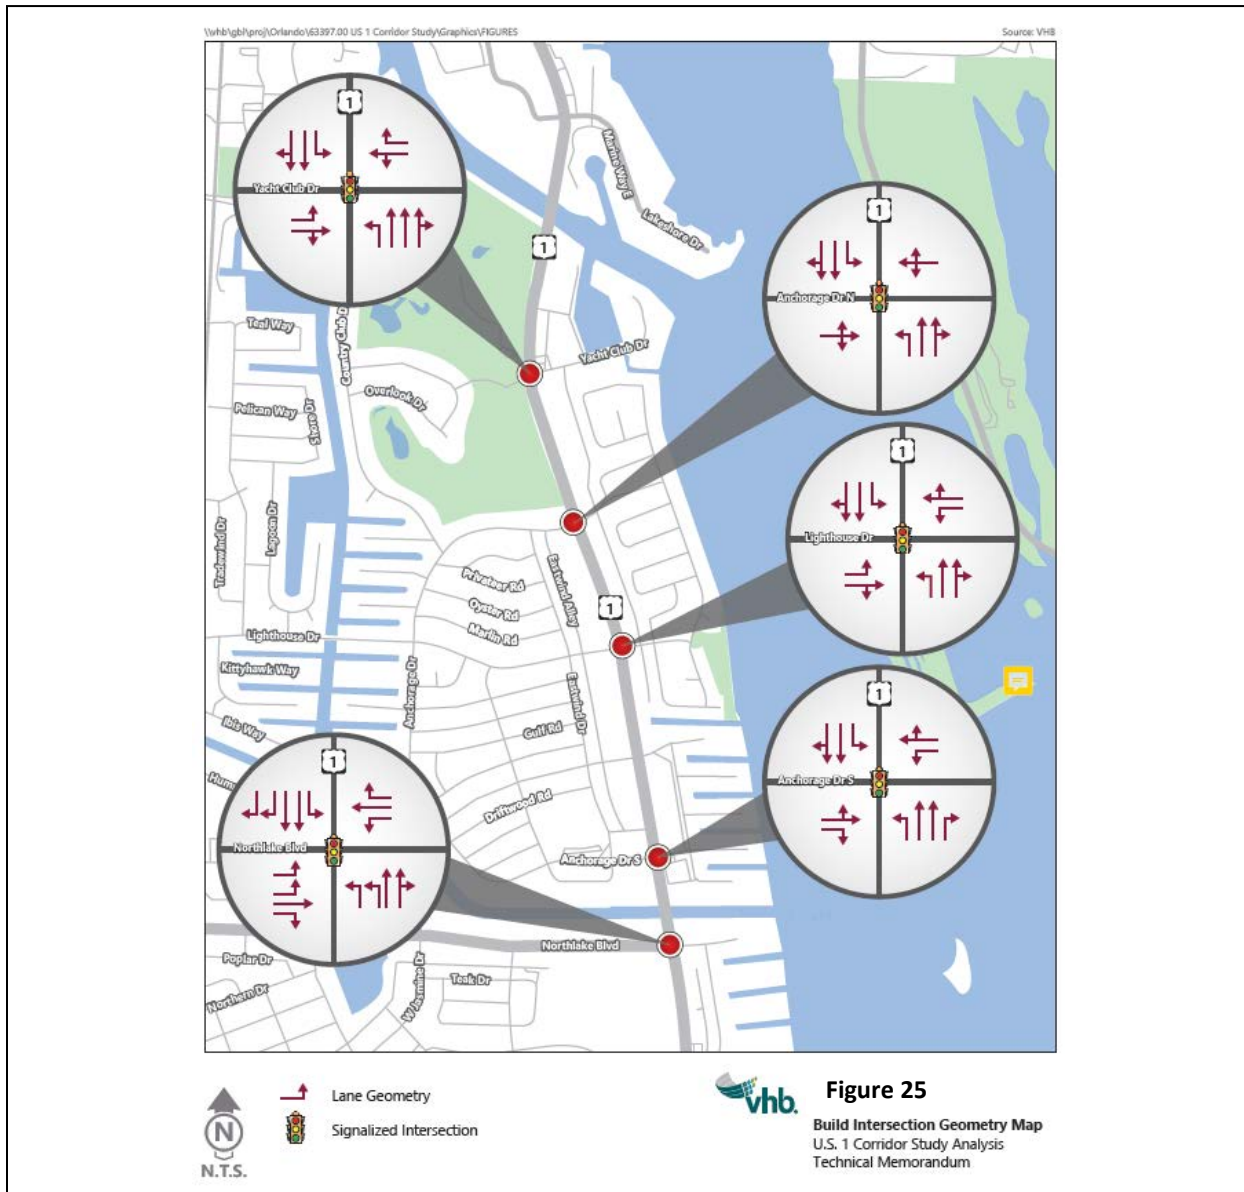 \\vhb\gbl\proj\Orlando\63397.00 US 1 Corridor Study\Graphics\FIGURES
Source: VHB
1
Yacht Club Dr
Marine Way E
Lakeshore Dr
1
1
Anchorage Dr N
Teal Way
Country Club D
Yacht Club Dr
Overlook Dr
Pelican Way
Shore Dr
1
Lighthouse Dr
Lagoon Dr
Tradewind Dr
Privateer Rd
Eastwind Alley
Oyster Rd
1
Marlin Rd
Lighthouse Dr
Kittyhawk Way
Anchorage Dr
Eastwind Dr
1
Anchorage Dr S
Ibis Way
Gulf Rd
Hum
1
Northlake Blvd
Driftwood Rd
Anchorage Dr S
Northlake Blvd
Poplar Dr
Teak Dr
W Jasmine Dr
Northern Dr
N
N.T.S.
Lane Geometry
Signalized Intersection
vhb.
Figure 25
Build Intersection Geometry Map
U.S. 1 Corridor Study Analysis
Technical Memorandum